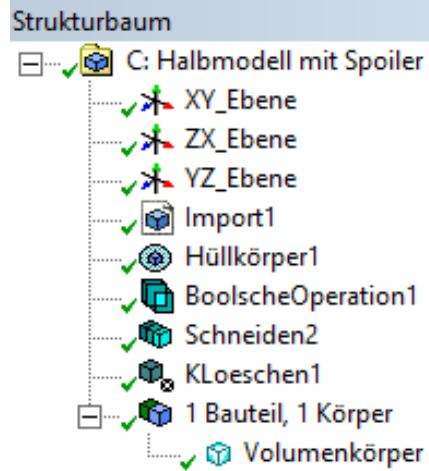 Strukturbaum
C: Halbmodell mit Spoiler
XY_Ebene
ZX_Ebene
YZ_Ebene
Import1
Hüllkörper1
BoolscheOperation1
Schneiden2
KLoeschen1
1 Bauteil, 1 Körper
Volumenkörper